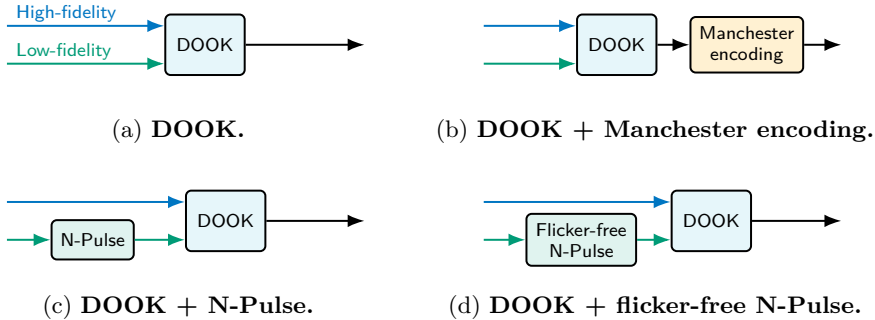 High-fidelity
Low-fidelity
DOOK
DOOK
Manchester
encoding
(a) DOOK.
(b) DOOK + Manchester encoding.
N-Pulse
DOOK
Flicker-free
N-Pulse
DOOK
(c) DOOK + N-Pulse.
(d) DOOK + flicker-free N-Pulse.